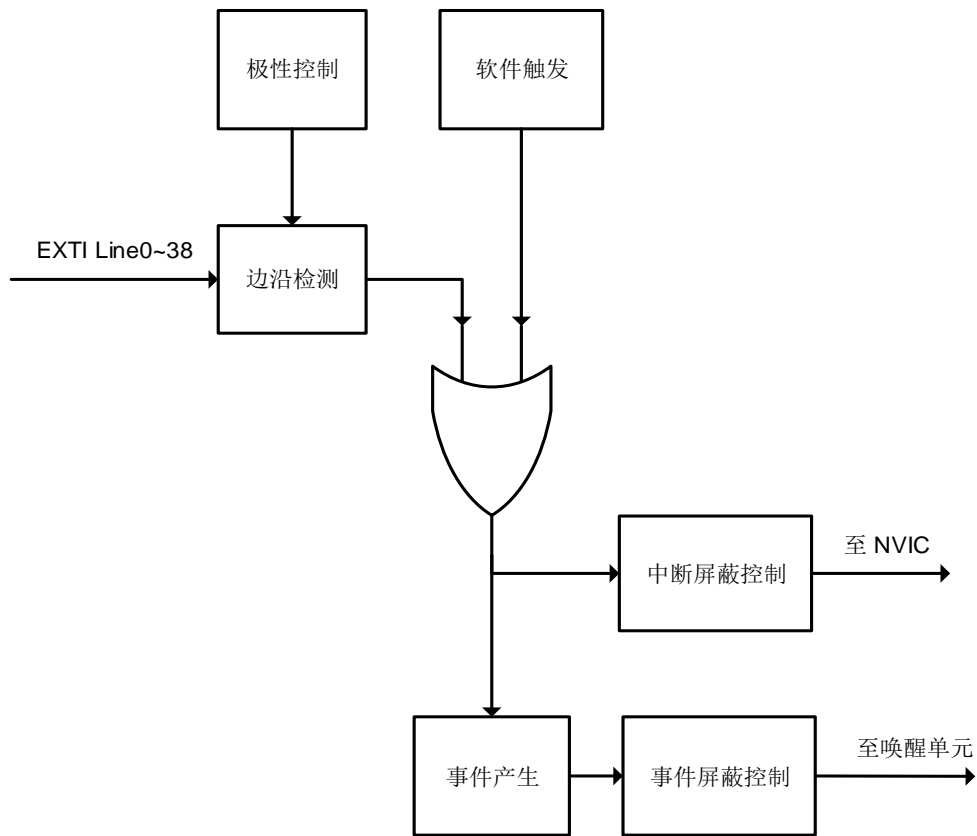 极性控制
软件触发
EXTI Line0~38
边沿检测
中断屏蔽控制
至 NVIC
事件产生
事件屏蔽控制
至唤醒单元